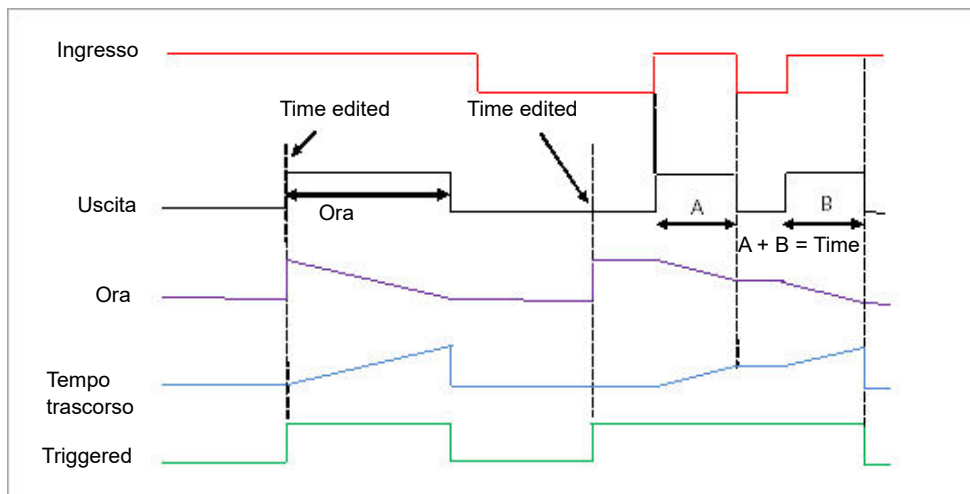 Ingresso
Time edited
Time edited
Uscita
Ora
A
B
A + B = Time
Ora
Tempo
trascorso
Triggered